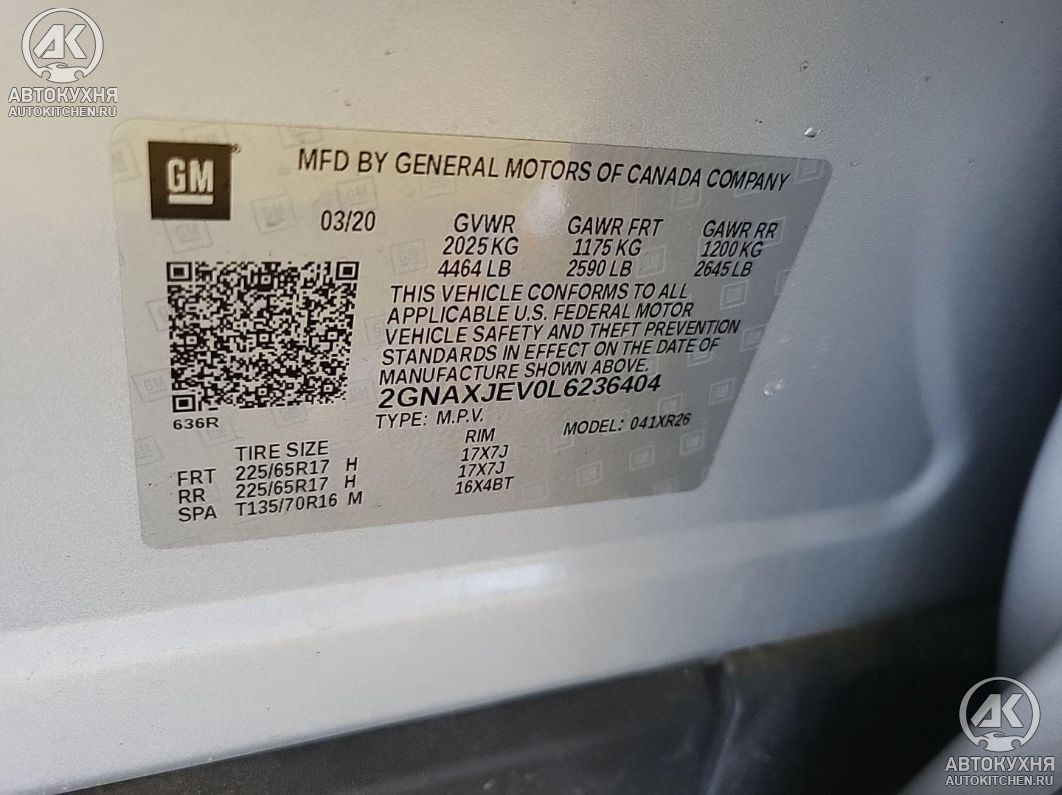 AK
АВТОКУХНЯ
AUTOKITCHEN.RU
GM
MFD BY GENERAL MOTORS OF CANADA COMPANY
03/20 GVWR GAWR FRT GAWR RR
2025 KG 1175 KG 1200 KG
4464 LB 2590 LB 2645 LB
THIS VEHICLE CONFORMS TO ALL
APPLICABLE U.S. FEDERAL MOTOR
VEHICLE SAFETY AND THEFT PREVENTION
STANDARDS IN EFFECT ON THE DATE OF
MANUFACTURE SHOWN ABOVE.
2GNAXJEV0L6236404
636R TYPE: M.P.V. MODEL: 041XR26
TIRE SIZE RIM
FRT 225/65R17 H 17X7J
RR 225/65R17 H 17X7J
SPA T135/70R16 M 16X4BT
AK
АВТОКУХНЯ
AUTOKITCHEN.RU